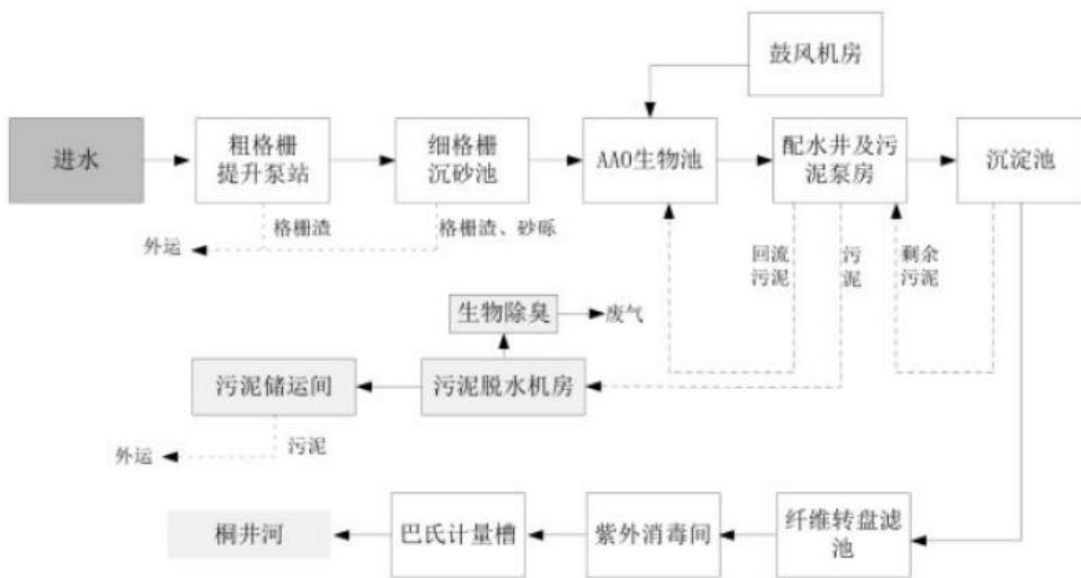 鼓风机房
进水
粗格栅
提升泵站
细格栅
沉砂池
AAO生物池
配水井及污
泥泵房
沉淀池
格栅渣
格栅渣、砂砾
外运
回流
污泥
污
泥
剩余
污泥
生物除臭
废气
污泥储运间
污泥脱水机房
外运
污泥
桐井河
巴氏计量槽
紫外消毒间
纤维转盘滤
池